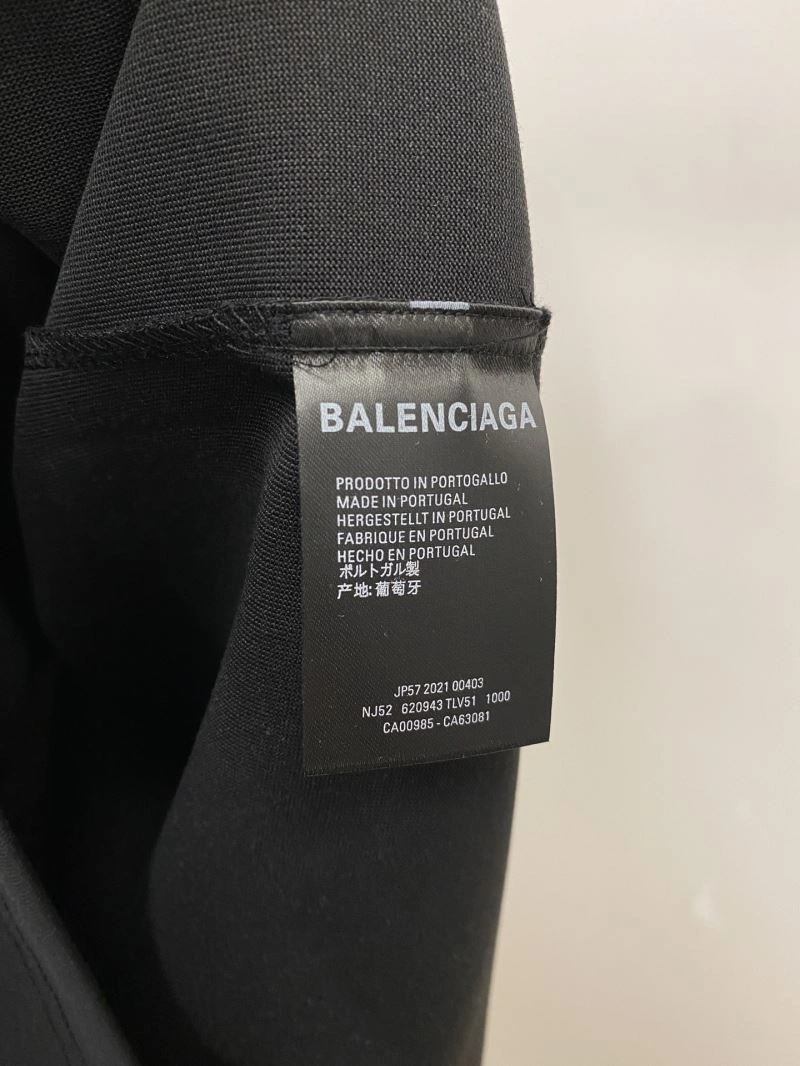 BALENCIAGA
PRODOTTO IN PORTOGALLO
MADE IN PORTUGAL
HERGESTELLT IN PORTUGAL
FABRIQUE EN PORTUGAL
HECHO EN PORTUGAL
ポルトガル製
产地:葡萄牙
JP57 2021 00403
NJ52 620943 TLV51 1000
CA00985 - CA63081